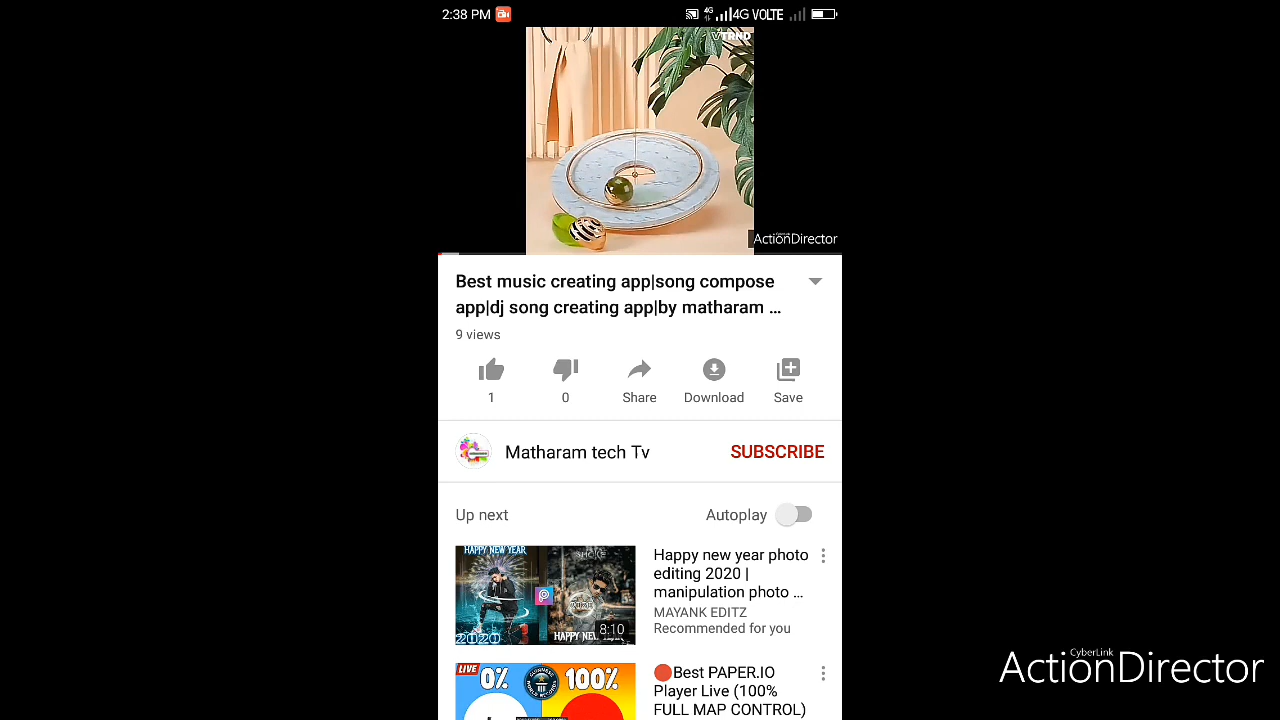 2:38 PM
4G
4G VOLTE
VTRND
ActionDirector
Best music creating app|song compose
app|dj song creating app|by matharam ...
9 views
1
0
Share
Download
Save
Matharam tech Tv
SUBSCRIBE
Up next
Autoplay
HAPPY NEW YEAR
2020
8:10
Happy new year photo
editing 2020 |
manipulation photo ...
MAYANK EDITZ
Recommended for you
LIVE
0%
100%
Best PAPER.IO
Player Live (100%
FULL MAP CONTROL)
CyberLink
ActionDirector